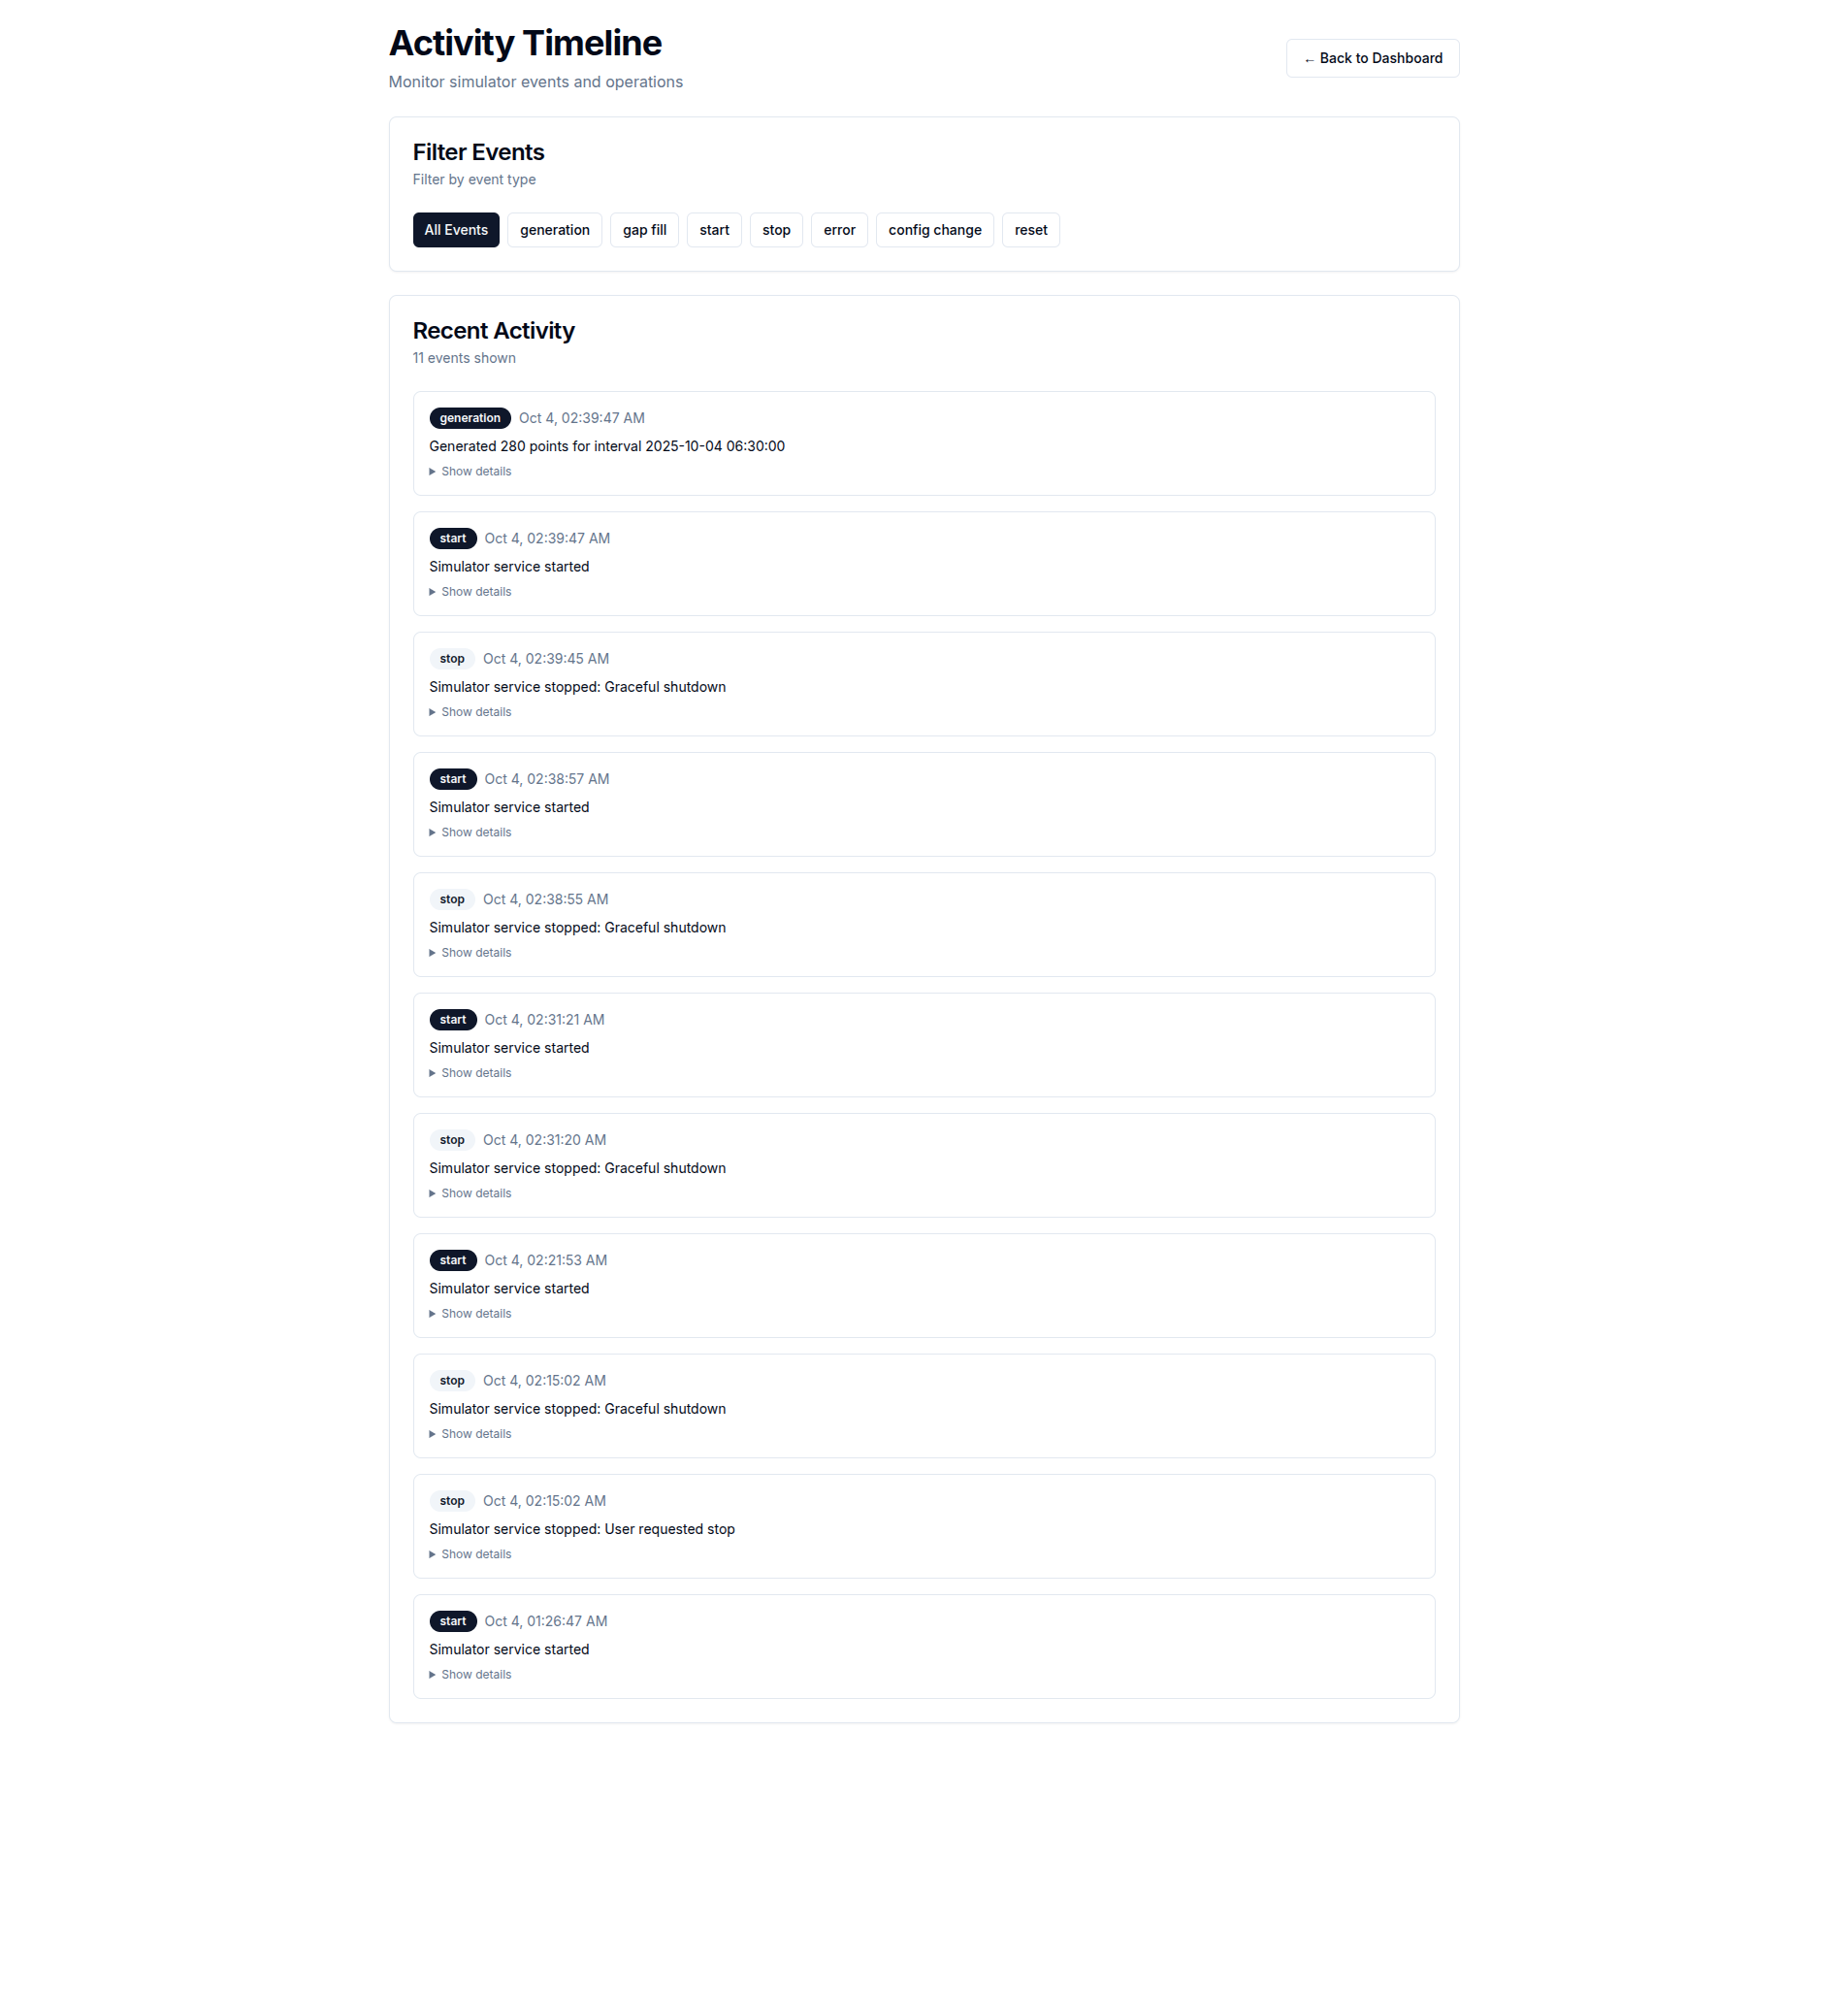 Activity Timeline
← Back to Dashboard
Monitor simulator events and operations
Filter Events
Filter by event type
All Events generation gap fill start stop error config change reset
Recent Activity
11 events shown
generation Oct 4, 02:39:47 AM
Generated 280 points for interval 2025-10-04 06:30:00
▶ Show details
start Oct 4, 02:39:47 AM
Simulator service started
▶ Show details
stop Oct 4, 02:39:45 AM
Simulator service stopped: Graceful shutdown
▶ Show details
start Oct 4, 02:38:57 AM
Simulator service started
▶ Show details
stop Oct 4, 02:38:55 AM
Simulator service stopped: Graceful shutdown
▶ Show details
start Oct 4, 02:31:21 AM
Simulator service started
▶ Show details
stop Oct 4, 02:31:20 AM
Simulator service stopped: Graceful shutdown
▶ Show details
start Oct 4, 02:21:53 AM
Simulator service started
▶ Show details
stop Oct 4, 02:15:02 AM
Simulator service stopped: Graceful shutdown
▶ Show details
stop Oct 4, 02:15:02 AM
Simulator service stopped: User requested stop
▶ Show details
start Oct 4, 01:26:47 AM
Simulator service started
▶ Show details